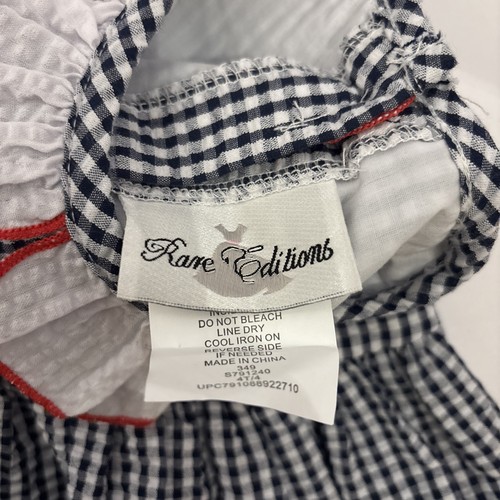 Rare Editions
DO NOT BLEACH
LINE DRY
COOL IRON ON
REVERSE SIDE
IF NEEDED
MADE IN CHINA
349
S791240
4T/4
UPC791068922710